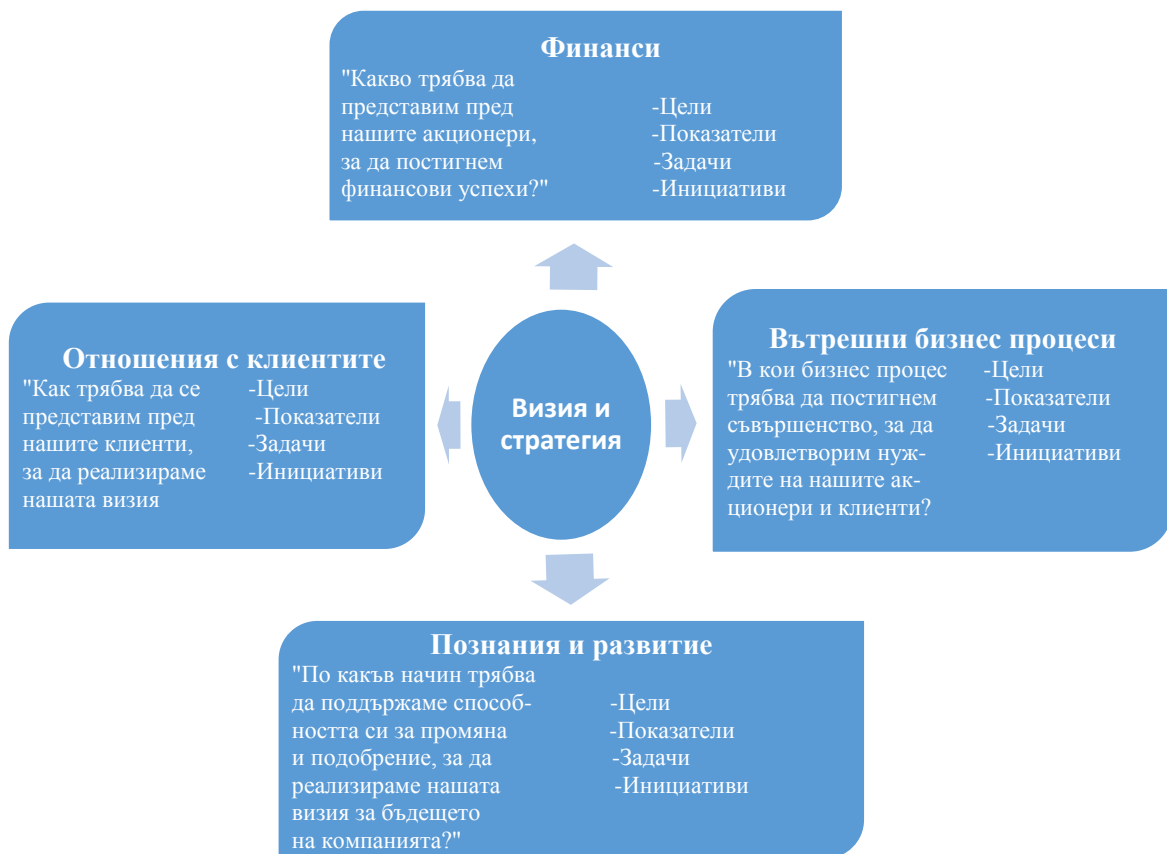 Финанси
"Какво трябва да
представим пред -Цели
нашите акционери, -Показатели
за да постигнем -Задачи
финансови успехи?" -Инициативи
Отношения с клиентите
"Как трябва да се -Цели
представим пред -Показатели
нашите клиенти, -Задачи
за да реализираме -Инициативи
нашата визия
Визия и
стратегия
Вътрешни бизнес процеси
"В кои бизнес процес -Цели
трябва да постигнем -Показатели
съвършенство, за да -Задачи
удовлетворим нуж- -Инициативи
дите на нашите ак-
ционери и клиенти?
Познания и развитие
"По какъв начин трябва
да поддържаме способ- -Цели
ността си за промяна -Показатели
и подобрение, за да -Задачи
реализираме нашата -Инициативи
визия за бъдещето
на компанията?"